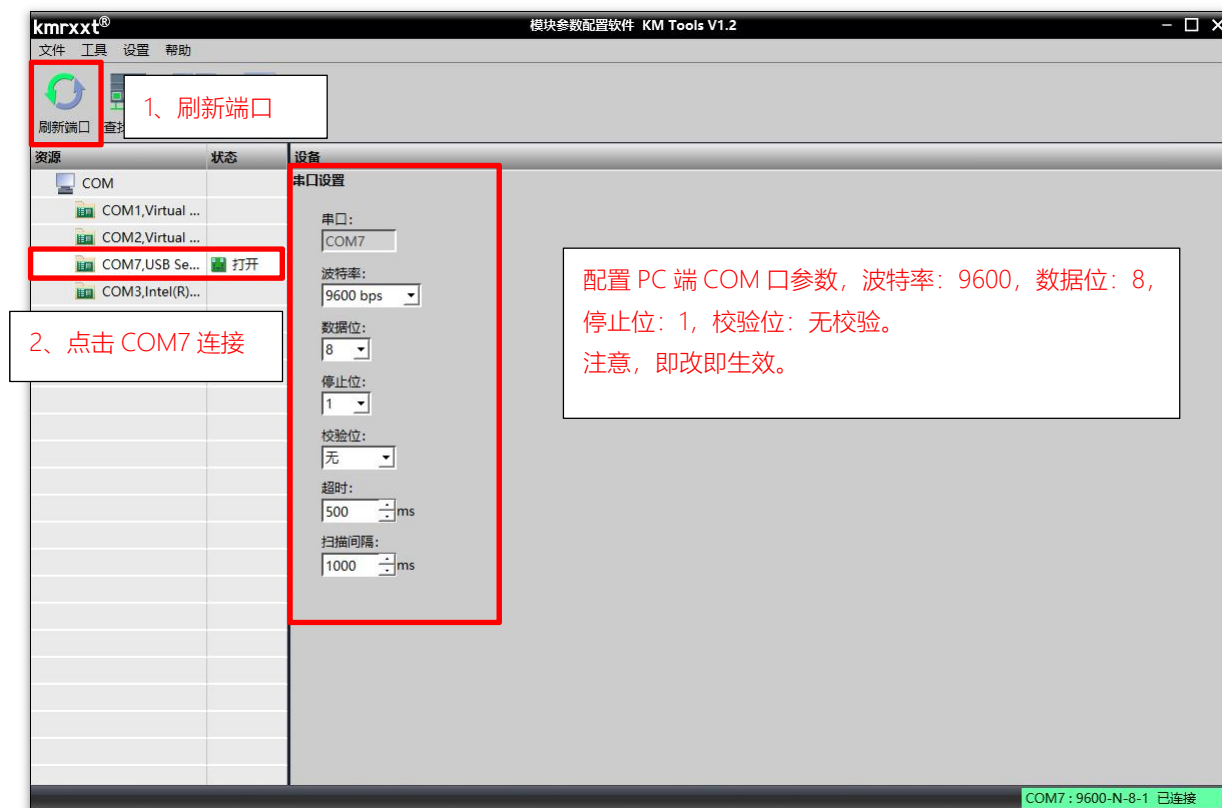 kmrxxt®
模块参数配置软件 KM Tools V1.2
文件 工具 设置 帮助
1、刷新端口
刷新端口
资源 状态 设备
COM
串口设置
COM1,Virtual ...
COM2,Virtual ...
COM7,USB Se... 打开
COM3,Intel(R)...
2、点击 COM7 连接
串口:
COM7
波特率:
9600 bps
数据位:
8
停止位:
1
校验位:
无
超时:
500 ms
扫描间隔:
1000 ms
配置 PC 端 COM 口参数，波特率：9600，数据位：8，
停止位：1，校验位：无校验。
注意，即改即生效。
COM7 : 9600-N-8-1 已连接